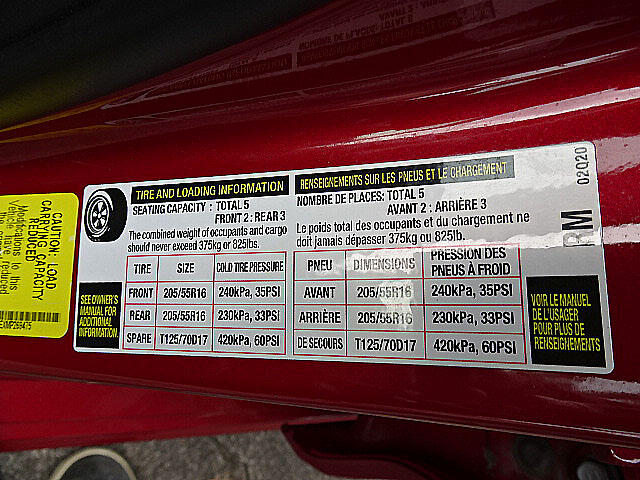 CAUTION: LOAD
CARRYING CAPACITY
REDUCED
Modifications to this
TIRE AND LOADING INFORMATION
SEATING CAPACITY : TOTAL 5
FRONT 2 : REAR 3
The combined weight of occupants and cargo
should never exceed 375kg or 825lbs.
TIRE SIZE COLD TIRE PRESSURE
FRONT 205/55R16 240kPa, 35PSI
REAR 205/55R16 230kPa, 33PSI
SPARE T125/70D17 420kPa, 60PSI
SEE OWNER'S
MANUAL FOR
ADDITIONAL
INFORMATION
RENSEIGNEMENTS SUR LES PNEUS ET LE CHARGEMENT
NOMBRE DE PLACES: TOTAL 5
AVANT 2 : ARRIÈRE 3
Le poids total des occupants et du chargement ne
doit jamais dépasser 375kg ou 825lb.
PNEU DIMENSIONS PRESSION DES
PNEUS À FROID
AVANT 205/55R16 240kPa, 35PSI
ARRIÈRE 205/55R16 230kPa, 33PSI
DE SECOURS T125/70D17 420kPa, 60PSI
VOIR LE MANUEL
DE L'USAGER
POUR PLUS DE
RENSEIGNEMENTS
RM
02Q20